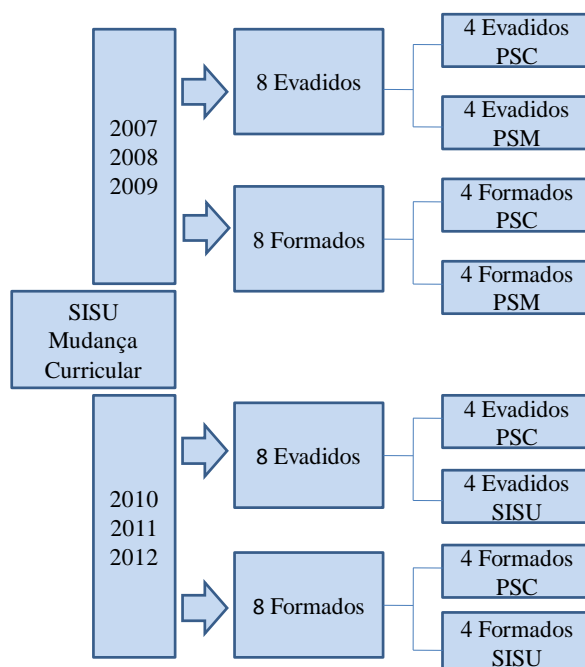 2007
2008
2009
8 Evadidos
4 Evadidos
PSC
4 Evadidos
PSM
8 Formados
4 Formados
PSC
4 Formados
PSM
SISU
Mudança
Curricular
2010
2011
2012
8 Evadidos
4 Evadidos
PSC
4 Evadidos
SISU
8 Formados
4 Formados
PSC
4 Formados
SISU